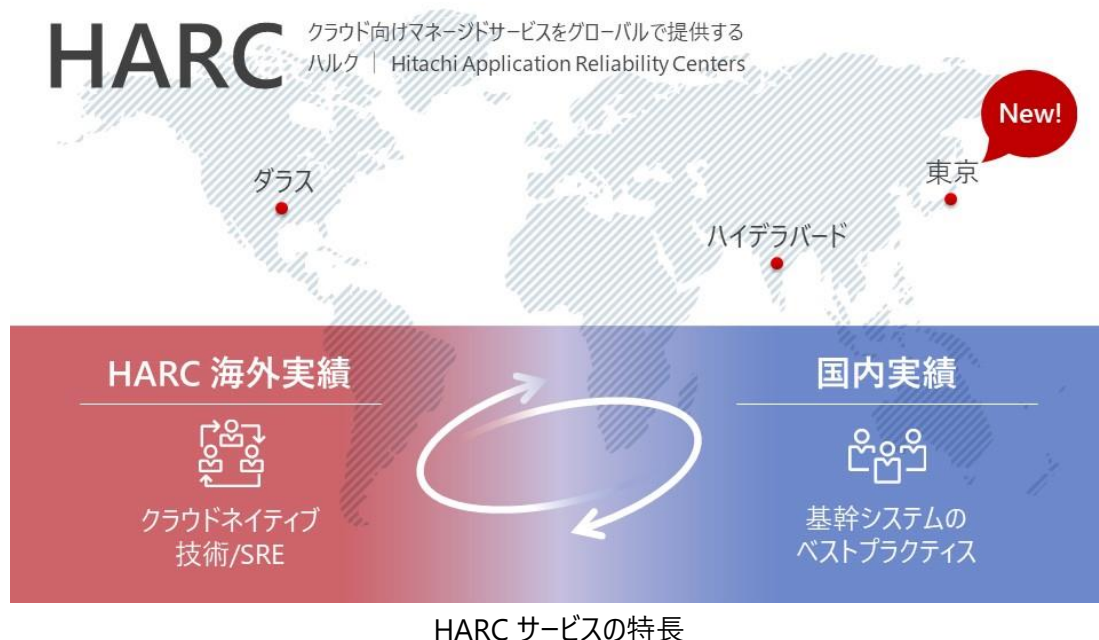 HARC
クラウド向けマネージドサービスをグローバルで提供する
ハルク | Hitachi Application Reliability Centers
New!
東京
ダラス
ハイデラバード
HARC 海外実績
クラウドネイティブ
技術/SRE
国内実績
基幹システムの
ベストプラクティス
HARC サービスの特長